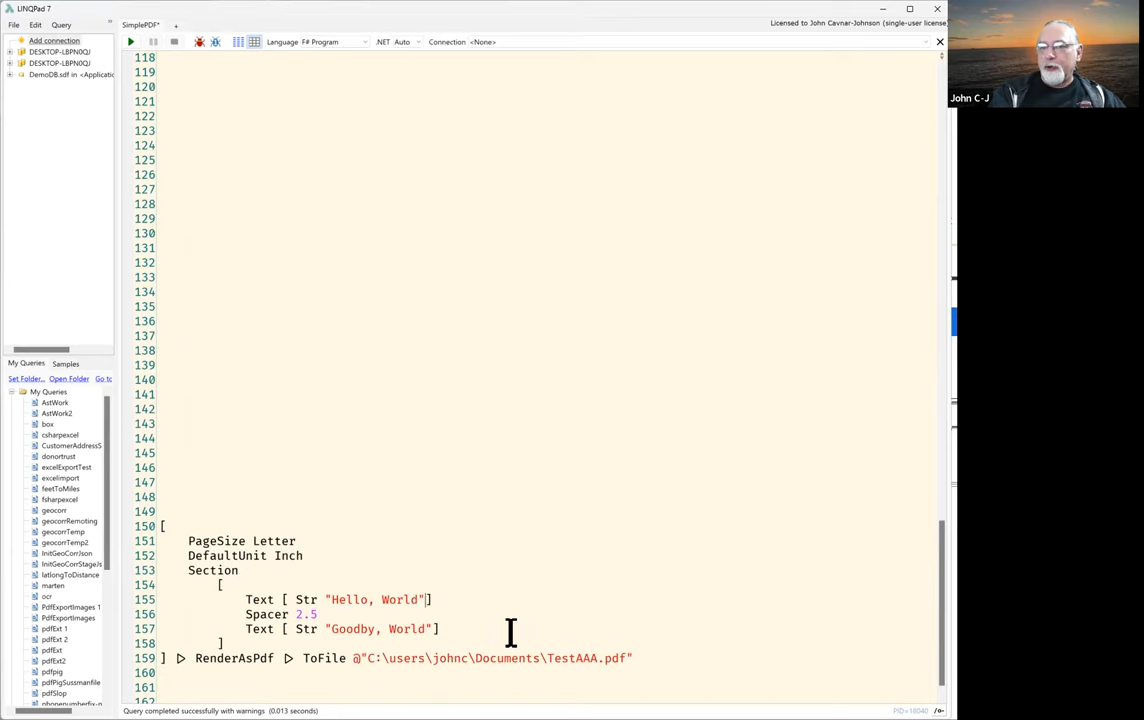 LINQPad 7
File Edit Query
SimplePDF*
+
Licensed to John Cavnar-Johnson (single-user license
Language F# Program
.NET Auto
Connection <None>
Add connection
DESKTOP-LBPN0QJ
DESKTOP-LBPN0QJ
DemoDB.sdf in <Applicatio
My Queries Samples
Set Folder... Open Folder Go to
My Queries
AstWork
AstWork2
box
csharpexcel
CustomerAddressS
donortrust
excelExportTest
excelimport
feetToMiles
fsharpexcel
geocorr
geocorrRemoting
geocorrTemp
geocorrTemp2
InitGeoCorrJson
InitGeoCorrStageJs
latlongToDistance
marten
ocr
PdfExportImages 1
PdfExportImages
pdfExt 1
pdfExt 2
pdfExt
pdfExt2
pdfpig
pdfPigSussmanfile
pdfSlop
phonenumberfix-n
118
119
120
121
122
123
124
125
126
127
128
129
130
131
132
133
134
135
136
137
138
139
140
141
142
143
144
145
146
147
148
149
150 [
151 PageSize Letter
152 DefaultUnit Inch
153 Section
154 [
155 Text [ Str "Hello, World"]
156 Spacer 2.5
157 Text [ Str "Goodby, World"]
158 ]
159 ] |> RenderAsPdf |> ToFile @"C:\users\johnc\Documents\TestAAA.pdf"
160
161
162
Query completed successfully with warnings (0.013 seconds)
PID=18040
/o-
John C-J